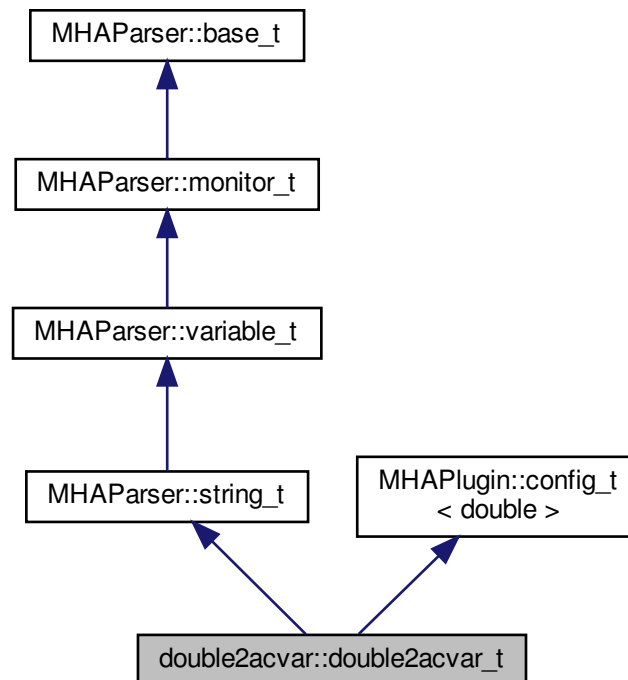 MHAParser::base_t
MHAParser::monitor_t
MHAParser::variable_t
MHAParser::string_t
MHAPlugin::config_t
< double >
double2acvar::double2acvar_t